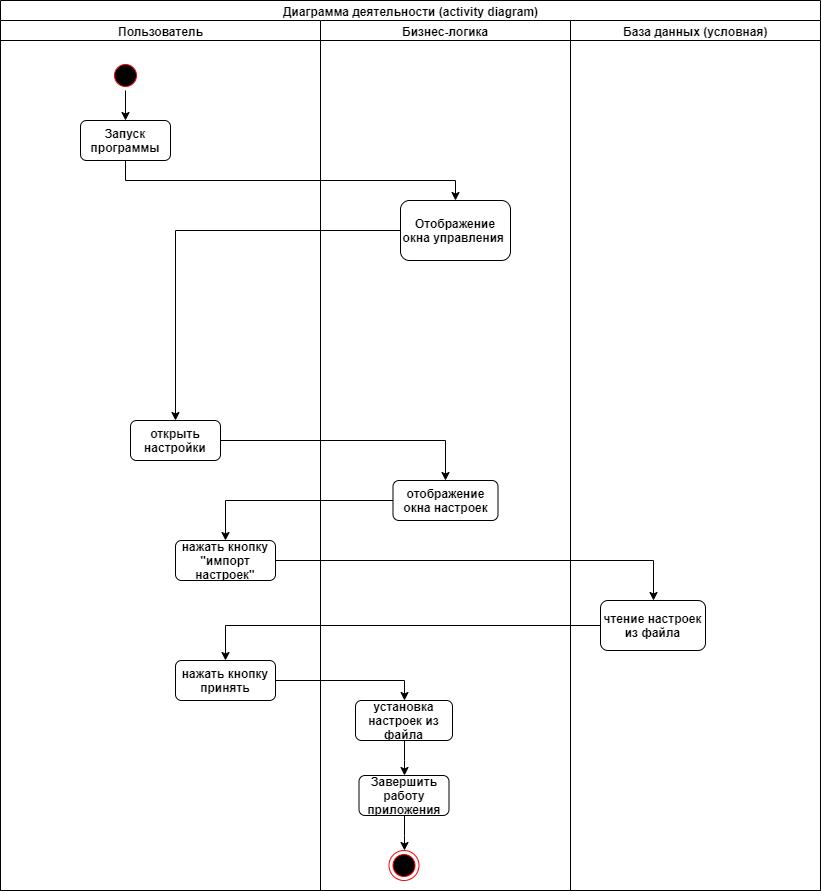 Диаграмма деятельности (activity diagram)
Пользователь
Бизнес-логика
База данных (условная)
Запуск
программы
Отображение
окна управления
открыть
настройки
отображение
окна настроек
нажать кнопку
"импорт
настроек"
чтение настроек
из файла
нажать кнопку
принять
установка
настроек из
файла
Завершить
работу
приложения